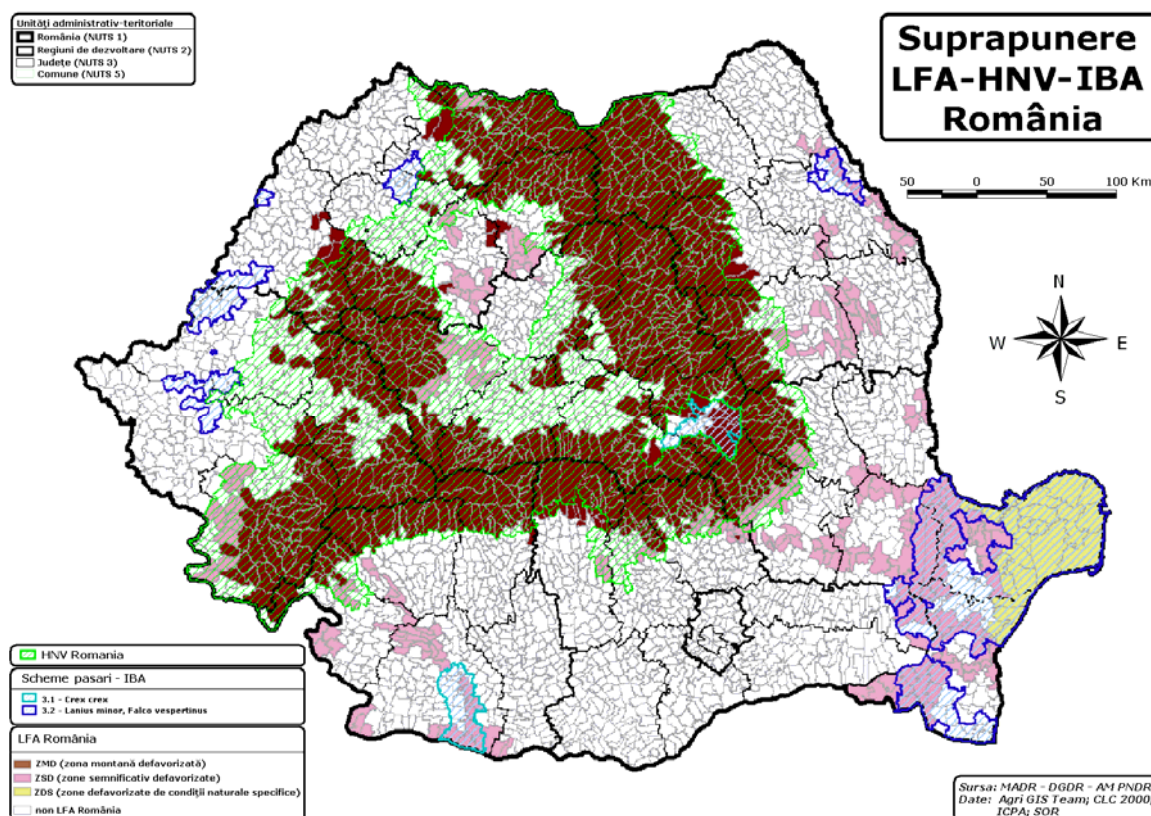 Unități administrativ-teritoriale
România (NUTS 1)
Regiuni de dezvoltare (NUTS 2)
Județe (NUTS 3)
Comune (NUTS 5)
Suprapunere
LFA-HNV-IBA
România
50 0 50 100 Km
N
W E
S
HNV Romania
Scheme pasari - IBA
3.1 - Crex crex
3.2 - Lanius minor, Falco vespertinus
LFA România
ZMD (zona montană defavorizată)
ZSD (zone semnificativ defavorizate)
ZDS (zone defavorizate de condiții naturale specifice)
non LFA România
Sursa: MADR - DGDR - AM PNDR
Date: Agri GIS Team; CLC 2000;
ICPA; SOR